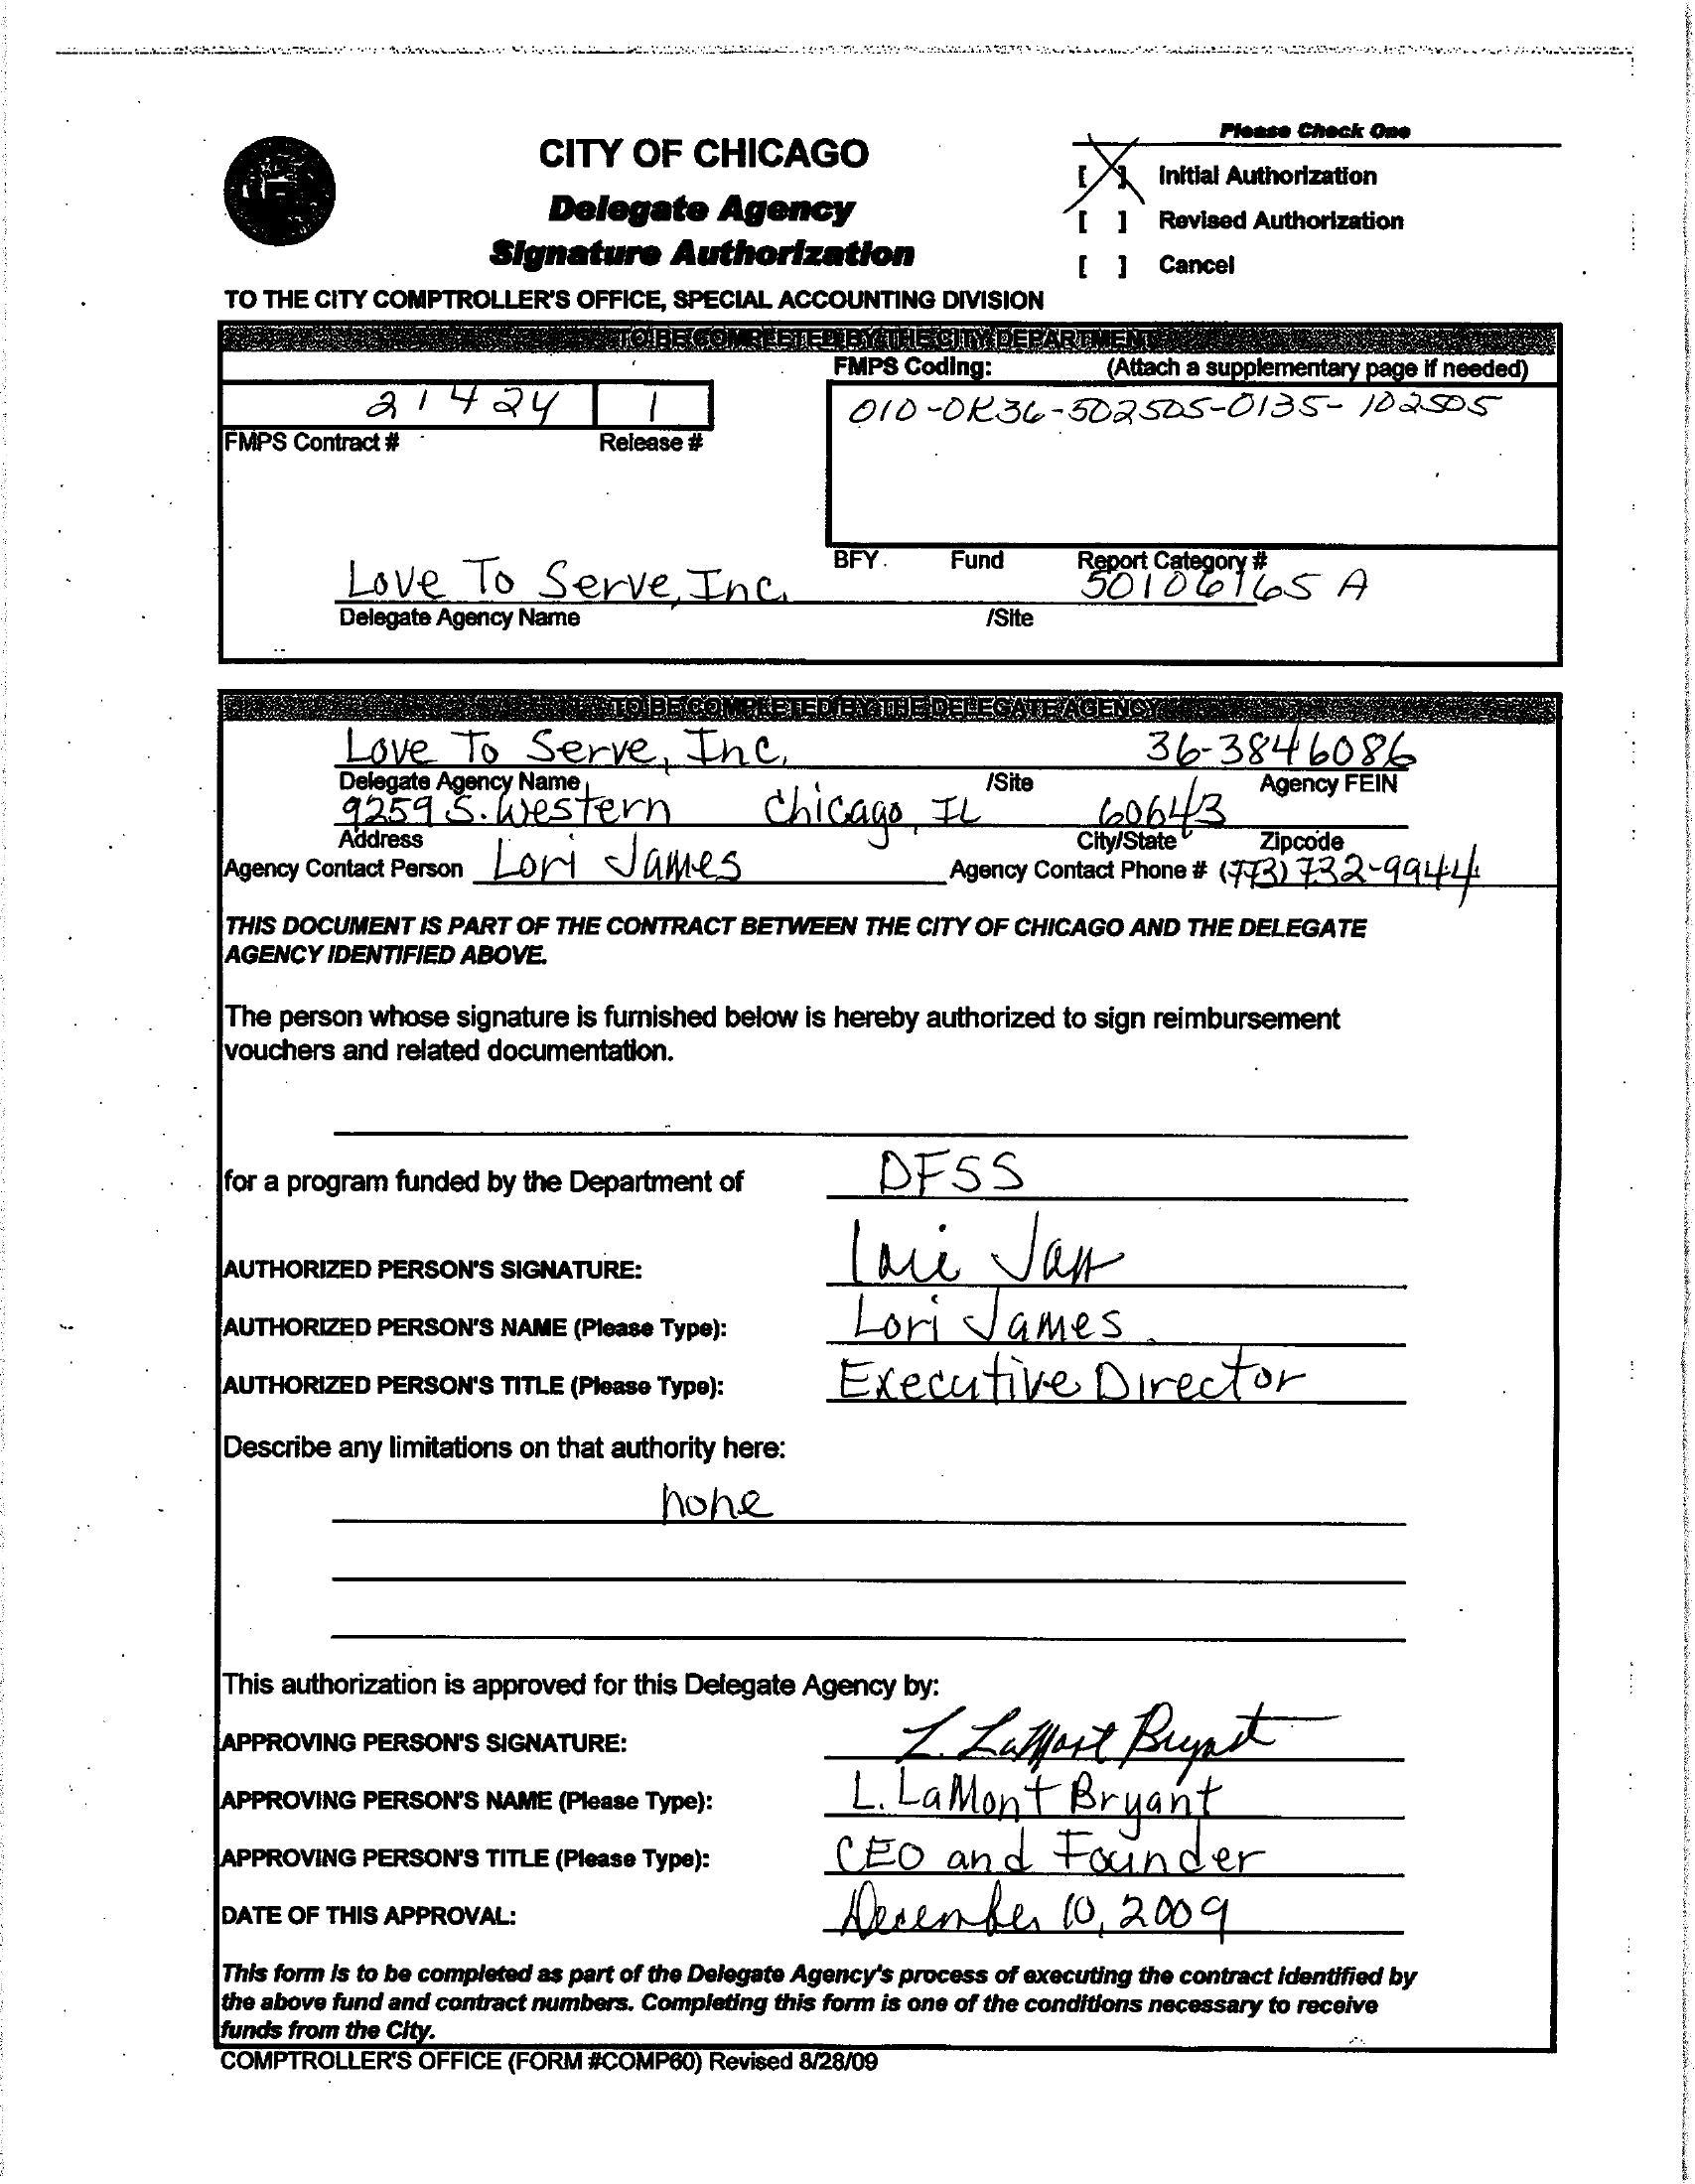 Please Check One
CITY OF CHICAGO
[X] Initial Authorization
Delegate Agency
[ ] Revised Authorization
Signature Authorization
[ ] Cancel
TO THE CITY COMPTROLLER'S OFFICE, SPECIAL ACCOUNTING DIVISION
TO BE COMPLETED BY THE CITY DEPARTMENT
FMPS Coding: (Attach a supplementary page if needed)
21424 1
010-0K36-502505-0135-102505
FMPS Contract # Release #
BFY. Fund Report Category #
Love To Serve, Inc. 50106165 A
Delegate Agency Name /Site
TO BE COMPLETED BY THE DELEGATE AGENCY
Love To Serve, Inc. 36-3846086
Delegate Agency Name /Site Agency FEIN
9259 S. Western Chicago, IL 60643
Address City/State Zipcode
Agency Contact Person Lori James Agency Contact Phone # (773) 732-9944
THIS DOCUMENT IS PART OF THE CONTRACT BETWEEN THE CITY OF CHICAGO AND THE DELEGATE
AGENCY IDENTIFIED ABOVE.
The person whose signature is furnished below is hereby authorized to sign reimbursement
vouchers and related documentation.
for a program funded by the Department of DFSS
AUTHORIZED PERSON'S SIGNATURE: Lori Jam
AUTHORIZED PERSON'S NAME (Please Type): Lori James
AUTHORIZED PERSON'S TITLE (Please Type): Executive Director
Describe any limitations on that authority here:
none
This authorization is approved for this Delegate Agency by:
APPROVING PERSON'S SIGNATURE: L. LaMont Bryant
APPROVING PERSON'S NAME (Please Type): L. LaMont Bryant
APPROVING PERSON'S TITLE (Please Type): CEO and Founder
DATE OF THIS APPROVAL: December 10, 2009
This form is to be completed as part of the Delegate Agency's process of executing the contract identified by
the above fund and contract numbers. Completing this form is one of the conditions necessary to receive
funds from the City.
COMPTROLLER'S OFFICE (FORM #COMP60) Revised 8/28/09